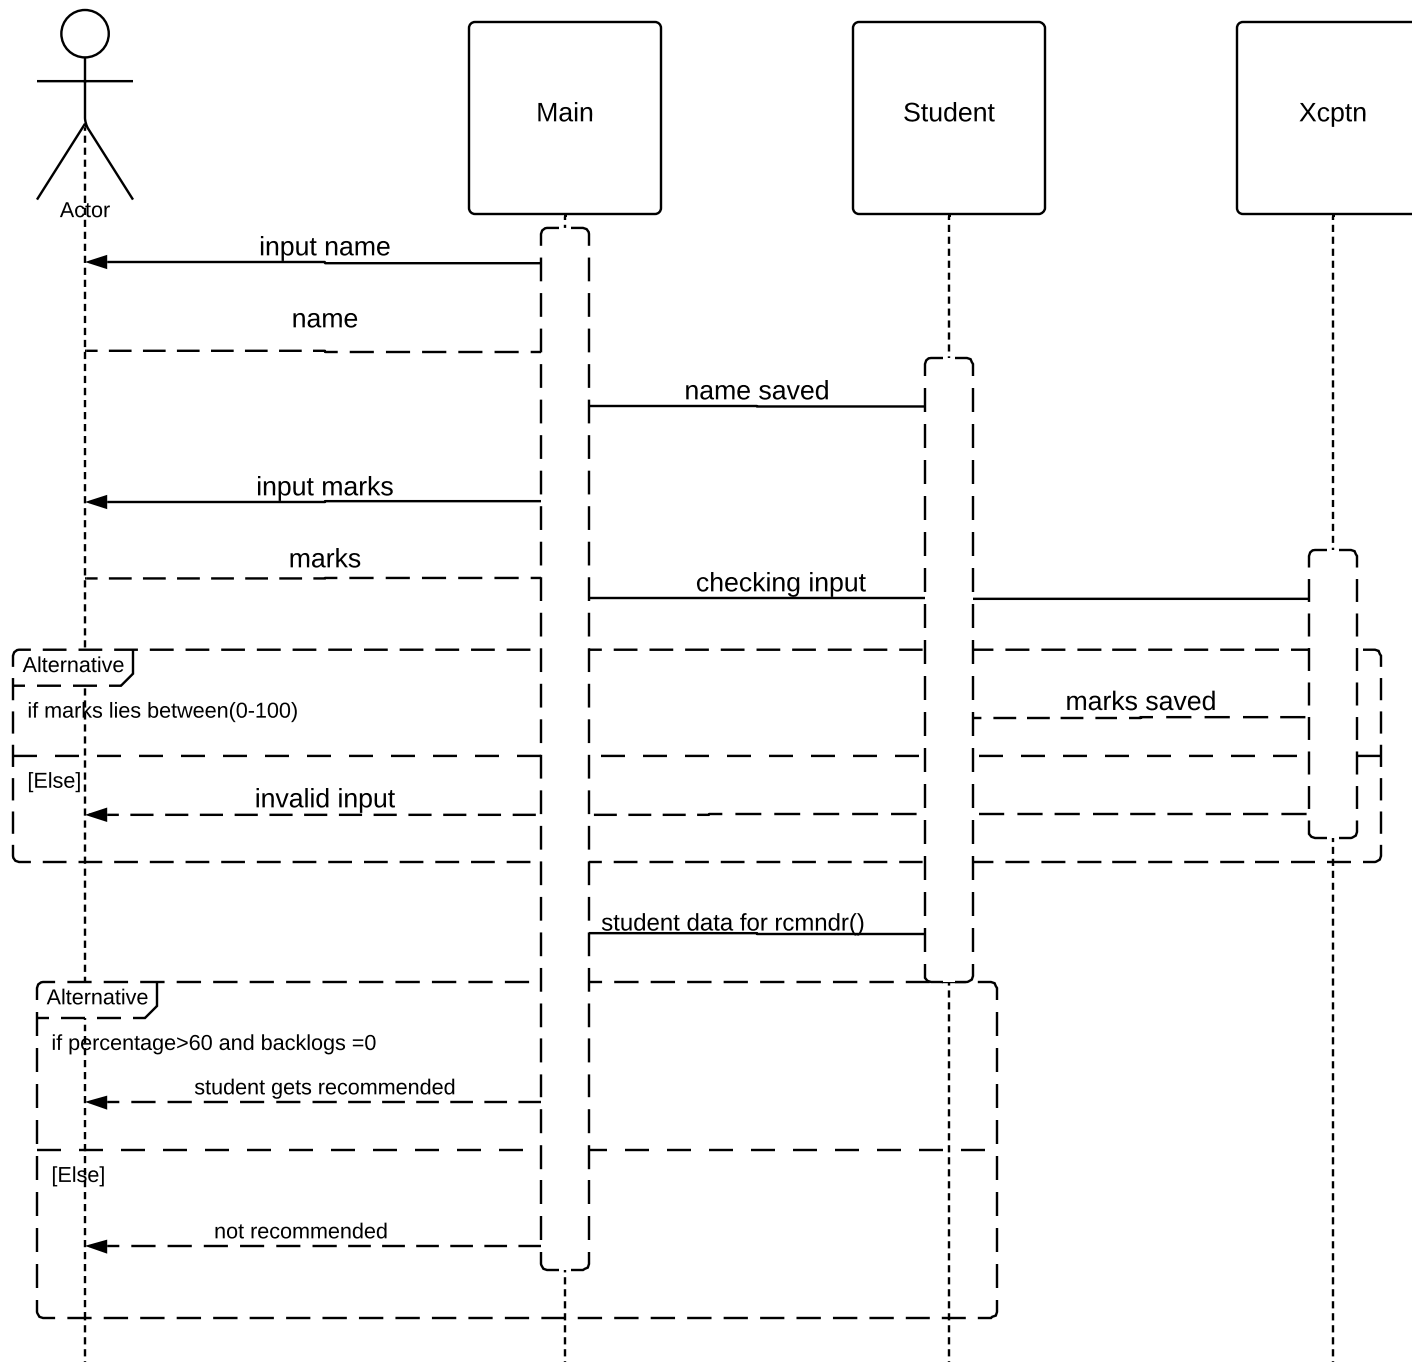 Main
Student
Xcptn
Actor
input name
name
name saved
input marks
marks
checking input
Alternative
if marks lies between(0-100)
marks saved
[Else]
invalid input
student data for rcmndr()
Alternative
if percentage>60 and backlogs =0
student gets recommended
[Else]
not recommended